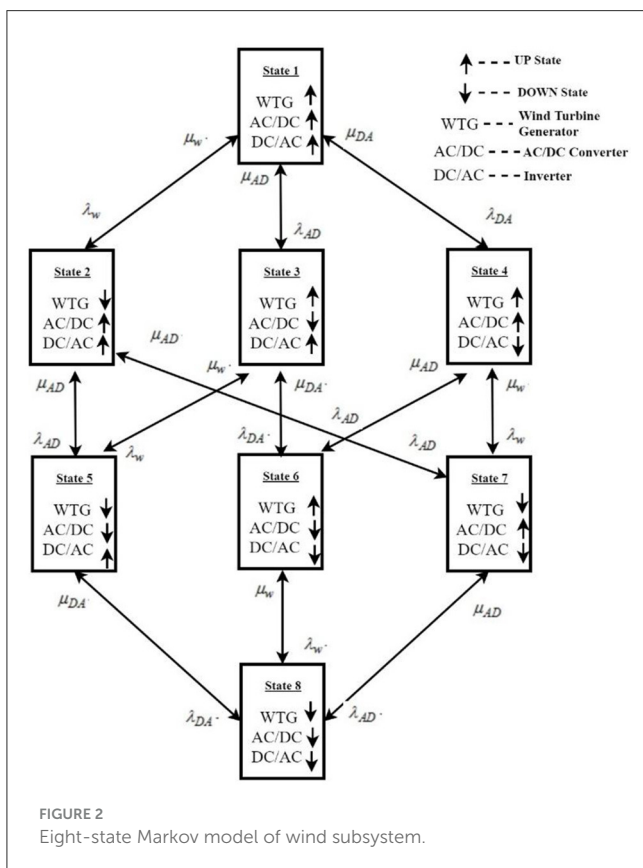 State 1
WTG ↑
AC/DC ↑
DC/AC ↑
↑ ---- UP State
↓ ---- DOWN State
WTG ---- Wind Turbine
Generator
AC/DC ---- AC/DC Converter
DC/AC ---- Inverter
μw
μAD
μDA
λw
λAD
λDA
State 2
WTG ↓
AC/DC ↑
DC/AC ↑
State 3
WTG ↑
AC/DC ↓
DC/AC ↑
State 4
WTG ↑
AC/DC ↑
DC/AC ↓
μAD
μAD
μw
μDA
μAD
μw
λAD
λw
λDA
λAD
λAD
λw
State 5
WTG ↓
AC/DC ↓
DC/AC ↑
State 6
WTG ↑
AC/DC ↓
DC/AC ↓
State 7
WTG ↓
AC/DC ↑
DC/AC ↓
μDA
μw
μAD
λDA
λw
λAD
State 8
WTG ↓
AC/DC ↓
DC/AC ↓
FIGURE 2
Eight-state Markov model of wind subsystem.